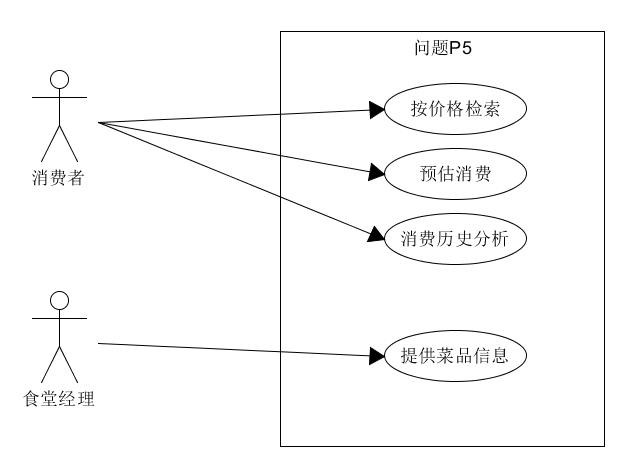 问题P5
按价格检索
预估消费
消费者
消费历史分析
提供菜品信息
食堂经理